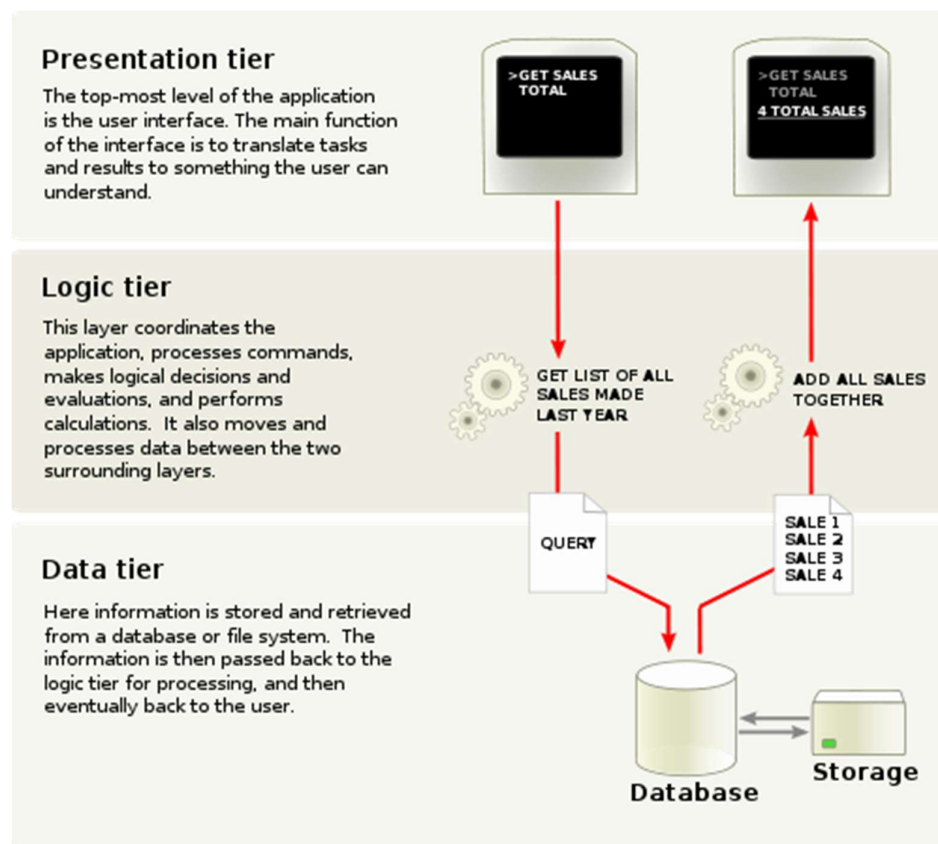 Presentation tier
The top-most level of the application
is the user interface. The main function
of the interface is to translate tasks
and results to something the user can
understand.
>GET SALES
TOTAL
>GET SALES
TOTAL
4 TOTAL SALES
Logic tier
This layer coordinates the
application, processes commands,
makes logical decisions and
evaluations, and performs
calculations. It also moves and
processes data between the two
surrounding layers.
GET LIST OF ALL
SALES MADE
LAST YEAR
ADD ALL SALES
TOGETHER
QUERY
SALE 1
SALE 2
SALE 3
SALE 4
Data tier
Here information is stored and retrieved
from a database or file system. The
information is then passed back to the
logic tier for processing, and then
eventually back to the user.
Database
Storage